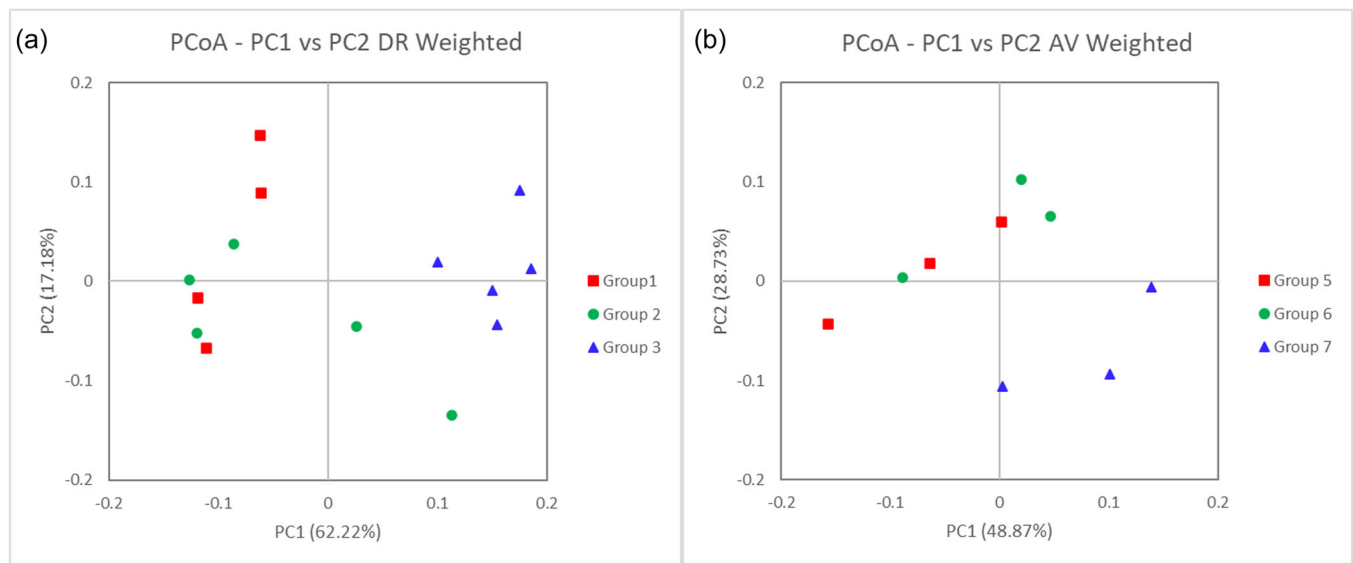 (a)
PCoA - PC1 vs PC2 DR Weighted
0.2
0.1
0
-0.1
-0.2
PC2 (17.18%)
-0.2
-0.1
0
0.1
0.2
PC1 (62.22%)
Group1
Group 2
Group 3
(b)
PCoA - PC1 vs PC2 AV Weighted
0.2
0.1
0
-0.1
-0.2
PC2 (28.73%)
-0.2
-0.1
0
0.1
0.2
PC1 (48.87%)
Group 5
Group 6
Group 7